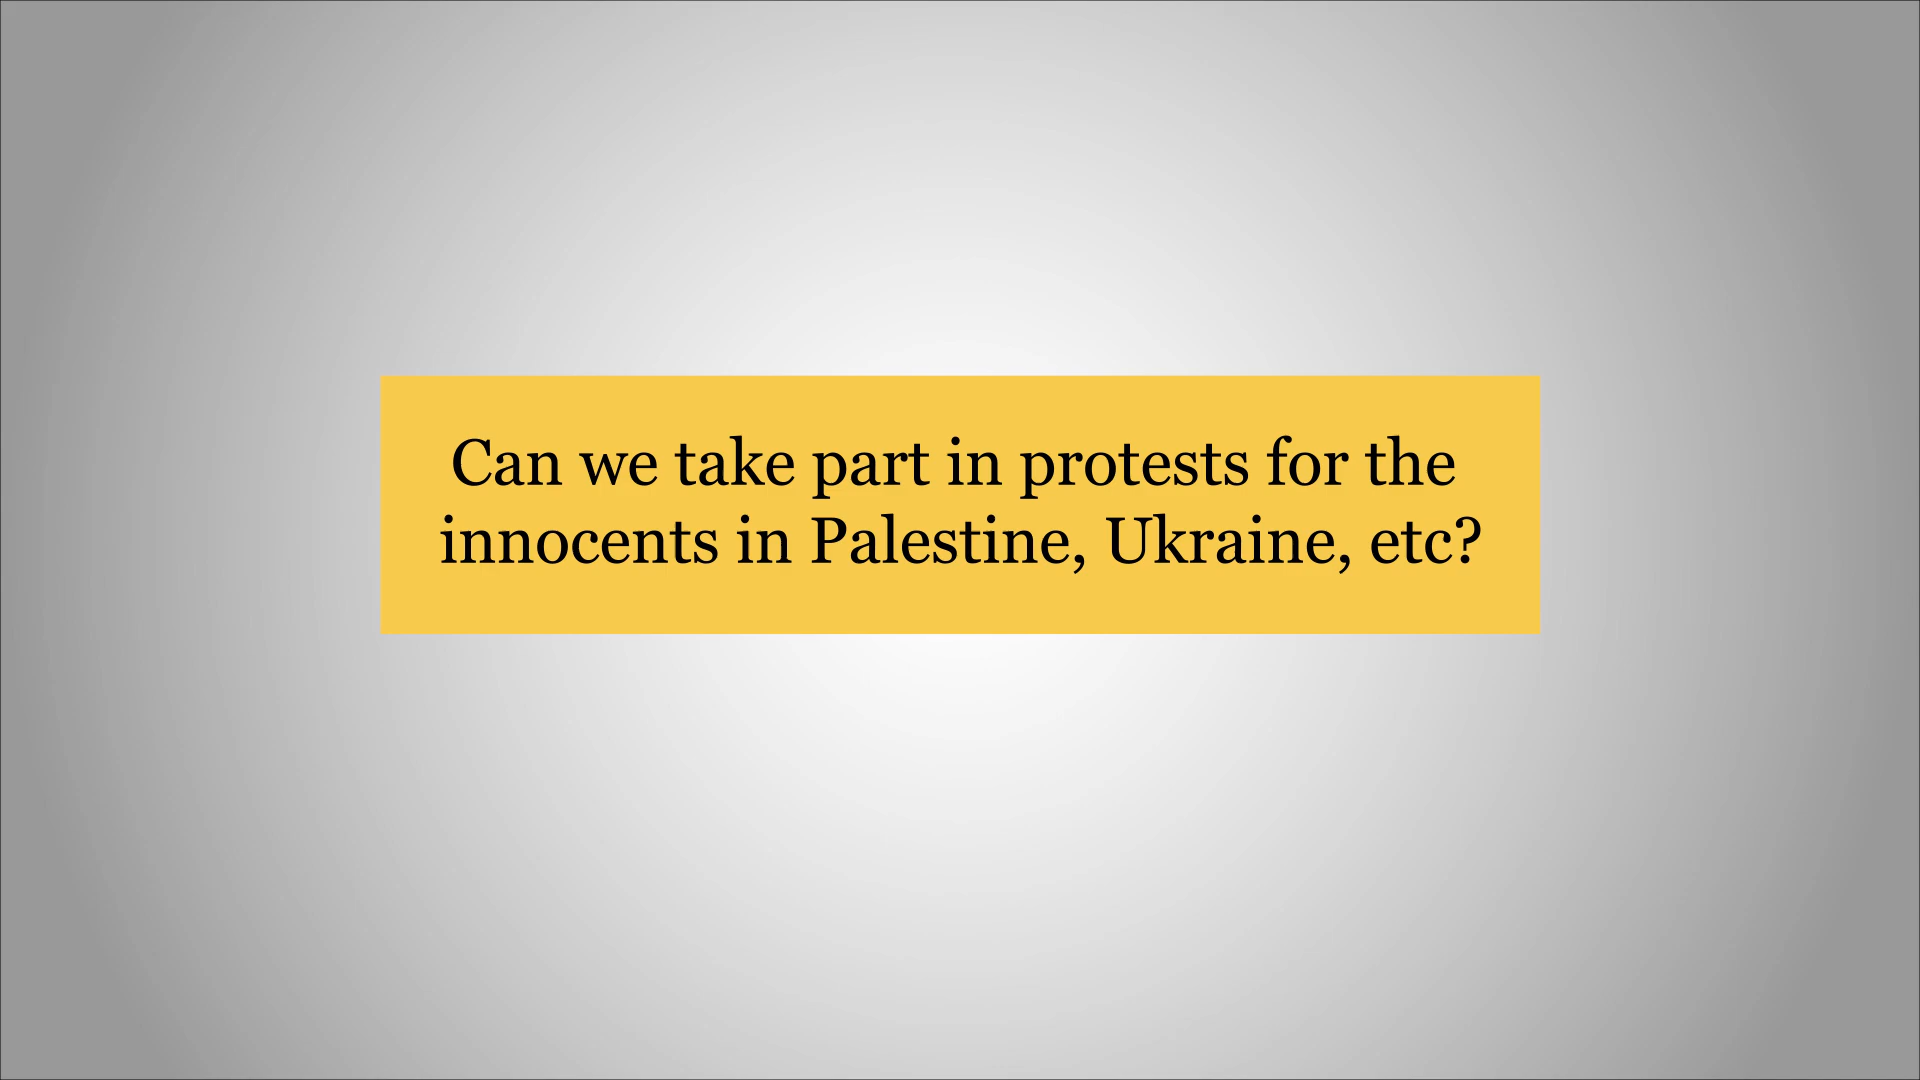 Can we take part in protests for the
innocents in Palestine, Ukraine, etc?